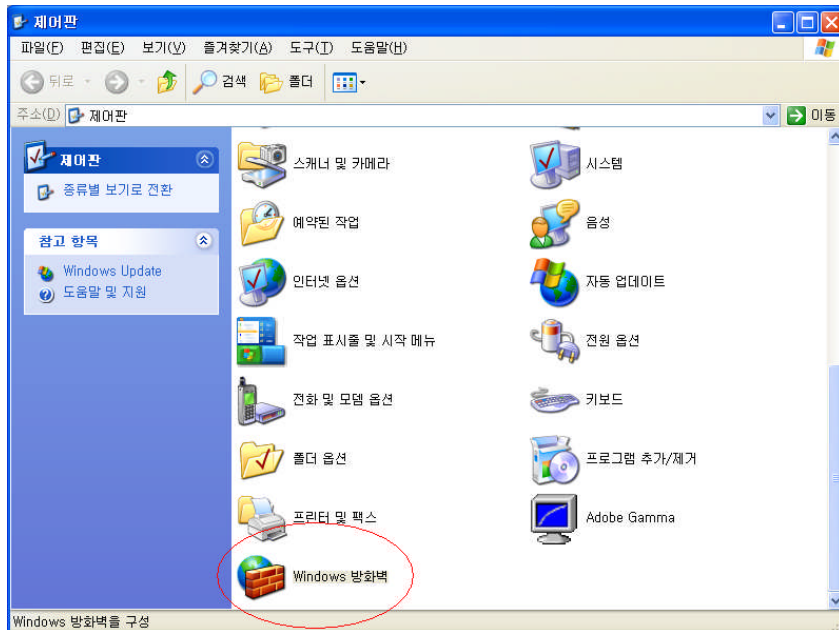 제어판
파일(F) 편집(E) 보기(V) 즐겨찾기(A) 도구(T) 도움말(H)
뒤로 검색 폴더
주소(D) 제어판 이동
제어판
종류별 보기로 전환
참고 항목
Windows Update
도움말 및 지원
스캐너 및 카메라 시스템
예약된 작업 음성
인터넷 옵션 자동 업데이트
작업 표시줄 및 시작 메뉴 전원 옵션
전화 및 모뎀 옵션 키보드
폴더 옵션 프로그램 추가/제거
프린터 및 팩스 Adobe Gamma
Windows 방화벽
Windows 방화벽을 구성